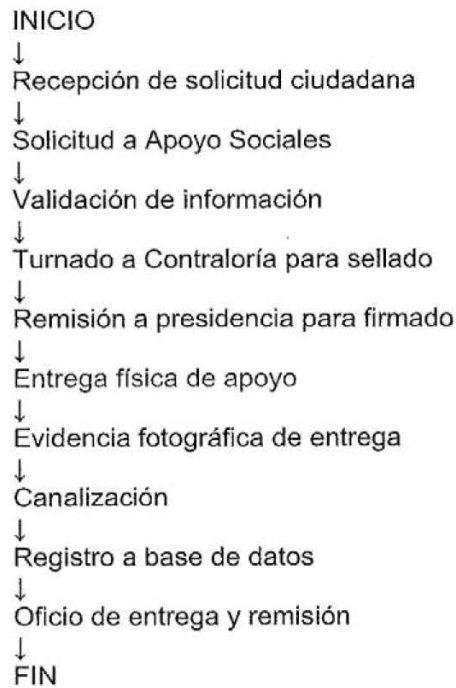 INICIO
↓
Recepción de solicitud ciudadana
↓
Solicitud a Apoyo Sociales
↓
Validación de información
↓
Turnado a Contraloría para sellado
↓
Remisión a presidencia para firmado
↓
Entrega física de apoyo
↓
Evidencia fotográfica de entrega
↓
Canalización
↓
Registro a base de datos
↓
Oficio de entrega y remisión
↓
FIN